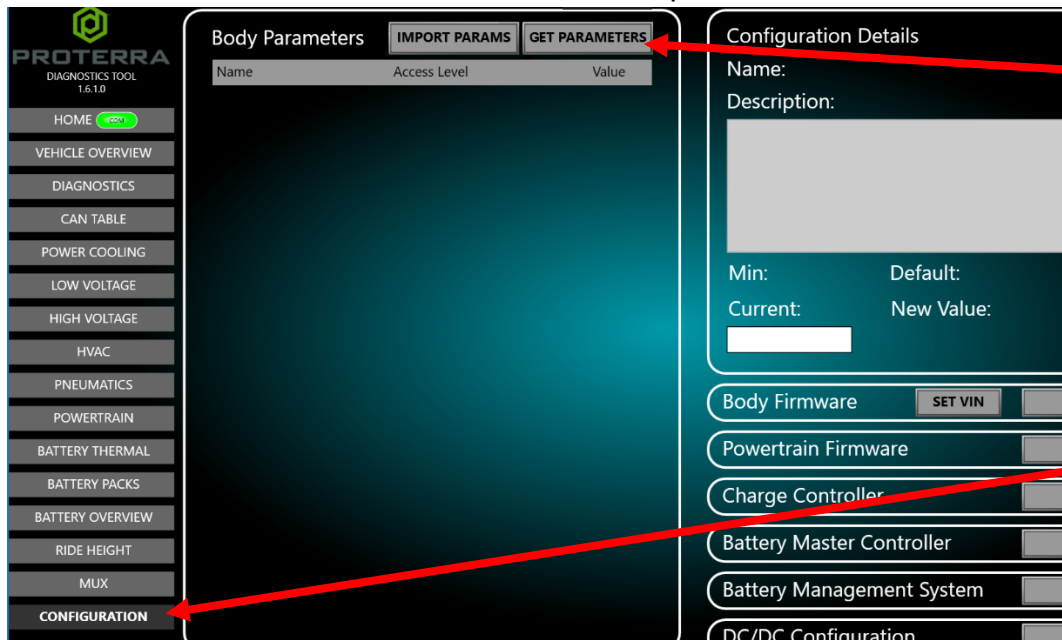 PROTERRA
DIAGNOSTICS TOOL
1.6.1.0
HOME COM
VEHICLE OVERVIEW
DIAGNOSTICS
CAN TABLE
POWER COOLING
LOW VOLTAGE
HIGH VOLTAGE
HVAC
PNEUMATICS
POWERTRAIN
BATTERY THERMAL
BATTERY PACKS
BATTERY OVERVIEW
RIDE HEIGHT
MUX
CONFIGURATION
Body Parameters IMPORT PARAMS GET PARAMETERS
Name Access Level Value
Configuration Details
Name:
Description:
Min: Default:
Current: New Value:
Body Firmware SET VIN
Powertrain Firmware
Charge Controller
Battery Master Controller
Battery Management System
DC/DC Configuration